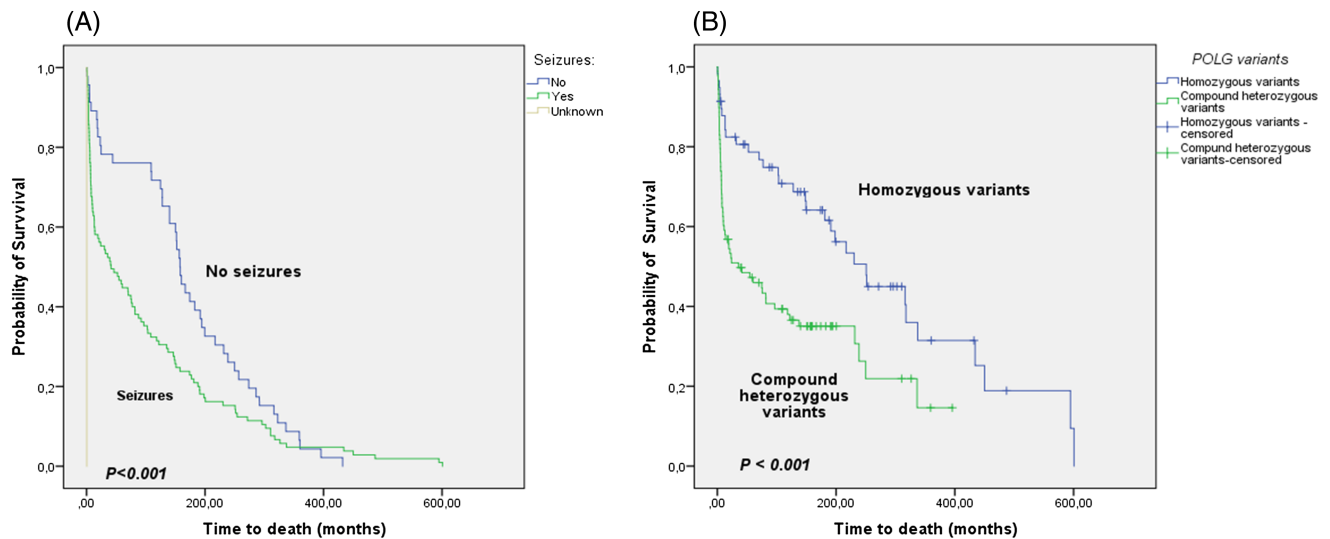 (A)
Seizures:
No
Yes
Unknown
1,0
0,8
0,6
0,4
0,2
0,0
Probability of Survival
No seizures
Seizures
P<0.001
,00
200,00
400,00
600,00
Time to death (months)
(B)
POLG variants
Homozygous variants
Compound heterozygous
variants
Homozygous variants -
censored
Compund heterozygous
variants-censored
1,0
0,8
0,6
0,4
0,2
0,0
Probability of Survival
Homozygous variants
Compound
heterozygous
variants
P < 0.001
,00
200,00
400,00
600,00
Time to death (months)